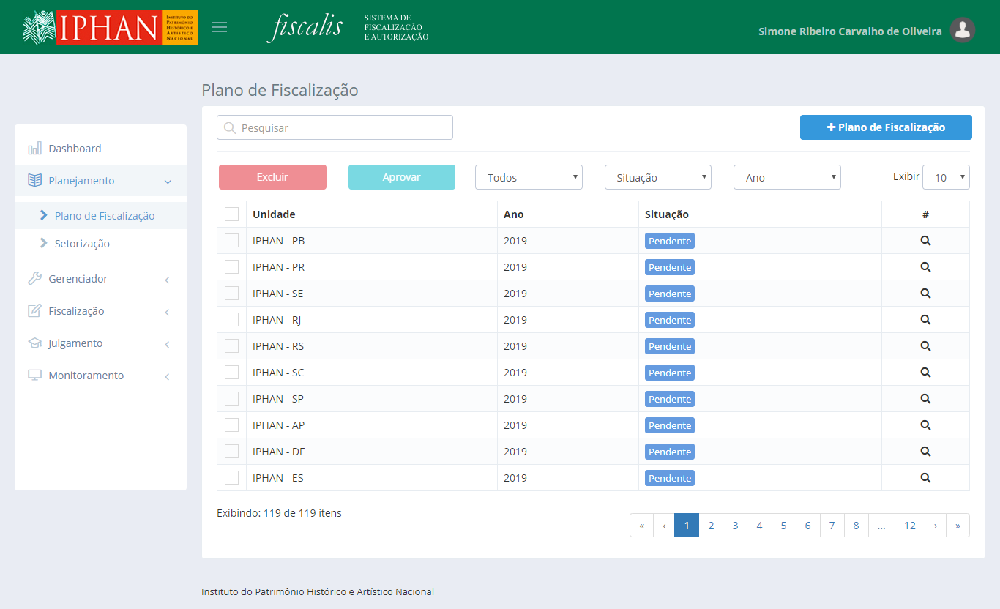 IPHAN
INSTITUTO DO
PATRIMÔNIO
HISTÓRICO E
ARTÍSTICO
NACIONAL
fiscalis
SISTEMA DE
FISCALIZAÇÃO
E AUTORIZAÇÃO
Simone Ribeiro Carvalho de Oliveira
Plano de Fiscalização
Pesquisar
+ Plano de Fiscalização
Dashboard
Planejamento
Plano de Fiscalização
Setorização
Gerenciador
Fiscalização
Julgamento
Monitoramento
Excluir Aprovar Todos Situação Ano Exibir 10
Unidade Ano Situação #
IPHAN - PB 2019 Pendente
IPHAN - PR 2019 Pendente
IPHAN - SE 2019 Pendente
IPHAN - RJ 2019 Pendente
IPHAN - RS 2019 Pendente
IPHAN - SC 2019 Pendente
IPHAN - SP 2019 Pendente
IPHAN - AP 2019 Pendente
IPHAN - DF 2019 Pendente
IPHAN - ES 2019 Pendente
Exibindo: 119 de 119 itens
« ‹ 1 2 3 4 5 6 7 8 ... 12 › »
Instituto do Patrimônio Histórico e Artístico Nacional